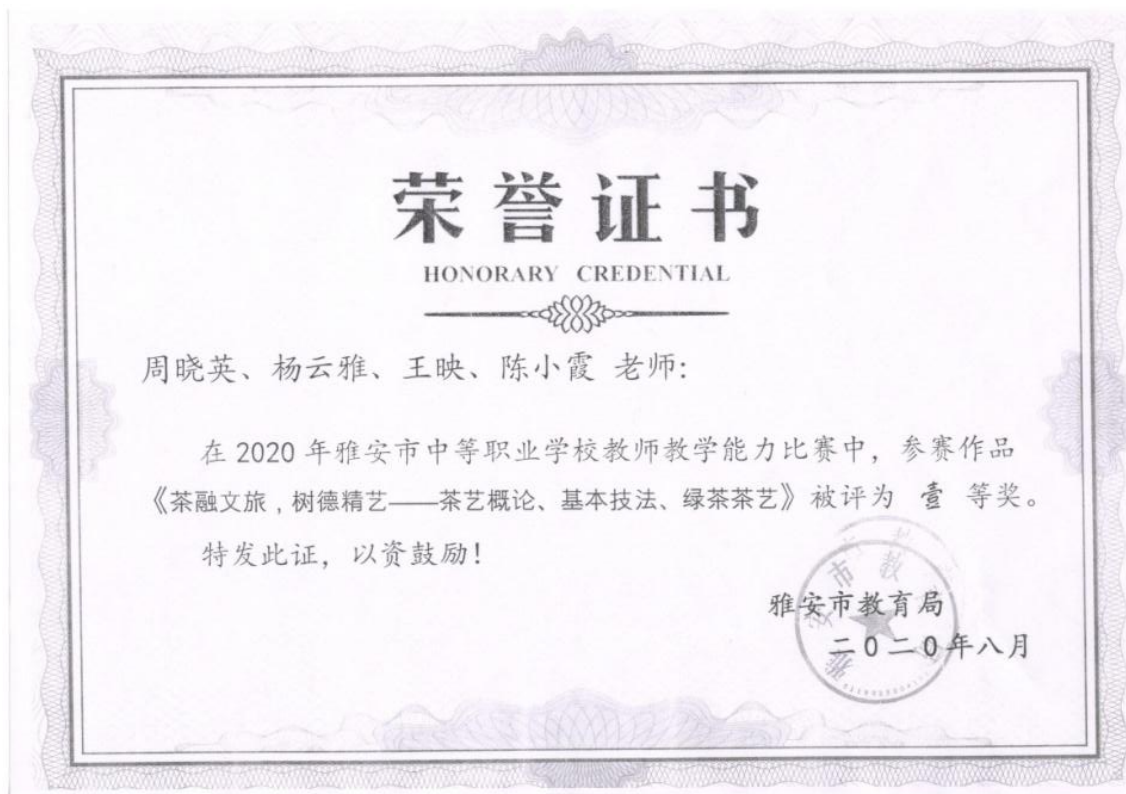 荣誉证书
HONORARY CREDENTIAL
周晓英、杨云雅、王映、陈小霞 老师：
在 2020 年雅安市中等职业学校教师教学能力比赛中，参赛作品
《茶融文旅，树德精艺——茶艺概论、基本技法、绿茶茶艺》被评为 壹 等奖。
特发此证，以资鼓励！
雅安市教育局
二0二0年八月